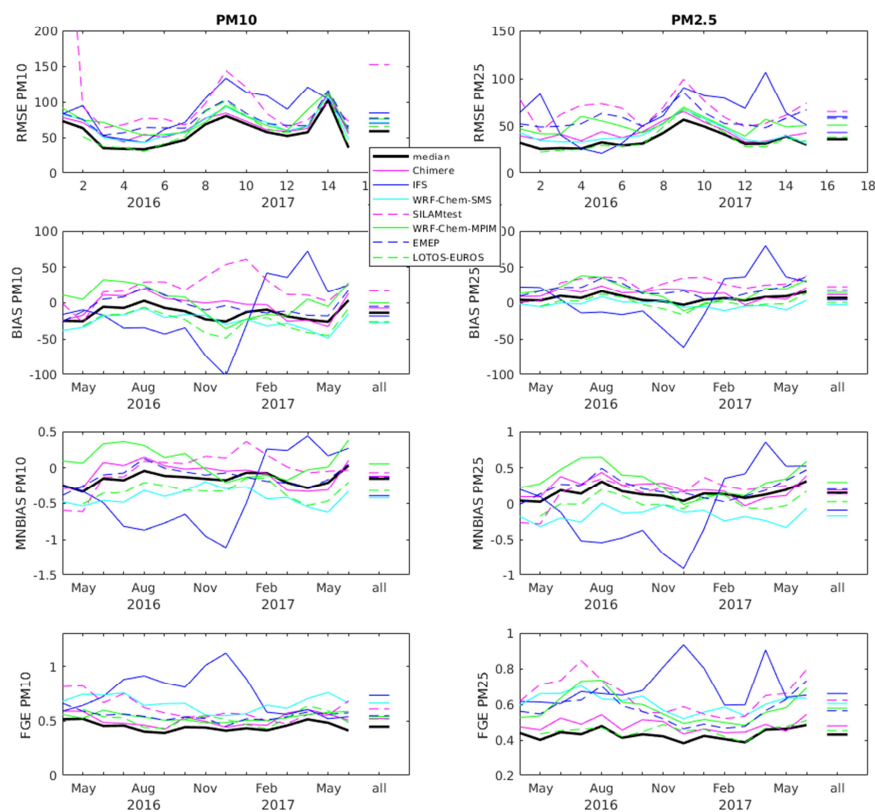 PM10
PM2.5
200
150
100
50
0
RMSE PM10
2
4
6
8
10
12
14
1
2016
2017
150
100
50
0
RMSE PM25
2
4
6
8
10
12
14
16
18
2016
2017
median
Chimere
IFS
WRF-Chem-SMS
SILAMtest
WRF-Chem-MPIM
EMEP
LOTOS-EUROS
100
50
0
-50
-100
BIAS PM10
May
Aug
Nov
Feb
May
all
2016
2017
00
50
0
-50
-100
BIAS PM25
May
Aug
Nov
Feb
May
all
2016
2017
0.5
0
-0.5
-1
-1.5
MNBIAS PM10
May
Aug
Nov
Feb
May
all
2016
2017
1
0.5
0
-0.5
-1
MNBIAS PM25
May
Aug
Nov
Feb
May
all
2016
2017
1
0.5
0
FGE PM10
May
Aug
Nov
Feb
May
all
2016
2017
1
0.8
0.6
0.4
0.2
FGE PM25
May
Aug
Nov
Feb
May
all
2016
2017